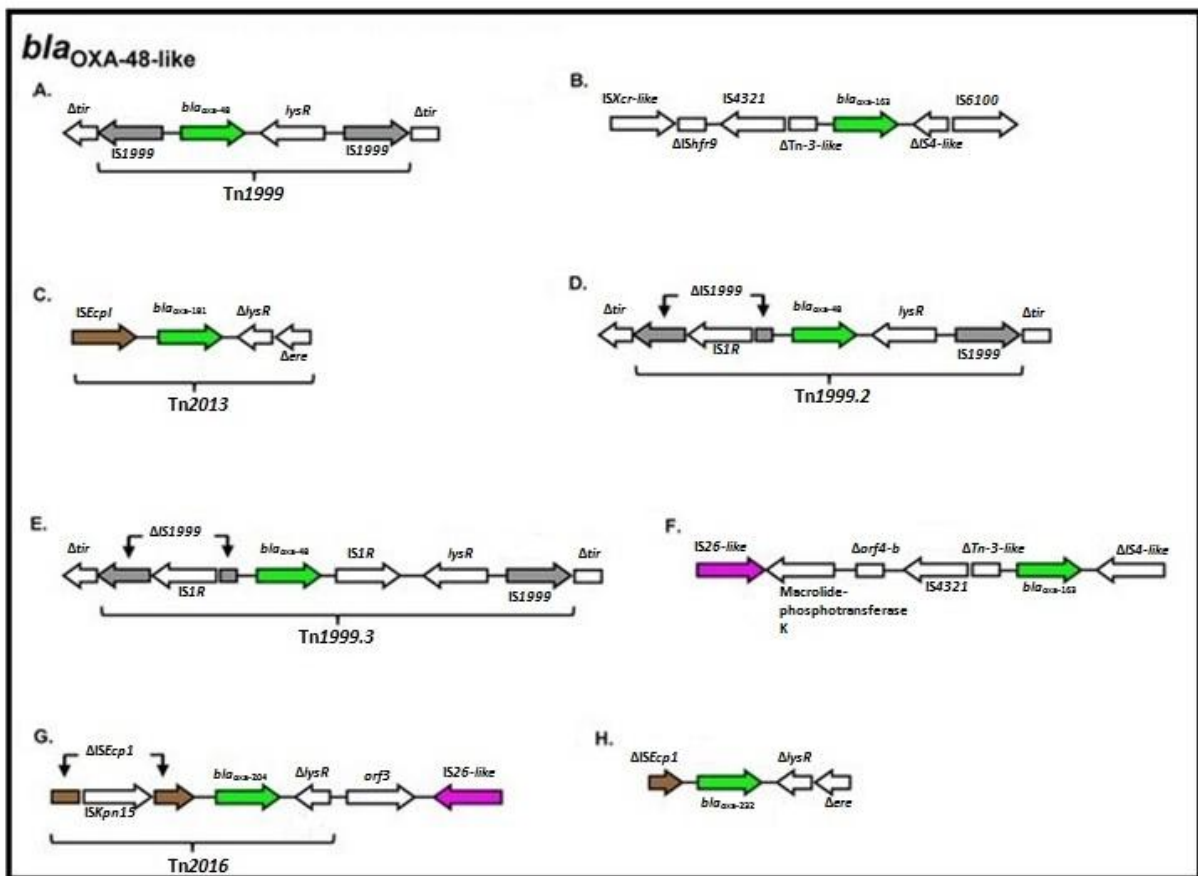 blaOXA-48-like
A.
Δtir
blaoxa-48
lysR
Δtir
IS1999
IS1999
Tn1999
B.
ISXcr-like
IS4321
blaoxa-163
IS6100
ΔIShfr9
ΔTn-3-like
ΔIS4-like
C.
ISEcpI
blaoxa-181
ΔlysR
Δere
Tn2013
D.
ΔIS1999
Δtir
blaoxa-48
lysR
Δtir
IS1R
IS1999
Tn1999.2
E.
ΔIS1999
Δtir
blaoxa-48
IS1R
lysR
Δtir
IS1R
IS1999
Tn1999.3
F.
IS26-like
Δorf4-b
ΔTn-3-like
ΔIS4-like
Macrolide-
phosphotransferase
K
IS4321
blaoxa-163
G.
ΔISEcp1
blaoxa-204
ΔlysR
orf3
IS26-like
ISKpn15
Tn2016
H.
ΔISEcp1
ΔlysR
blaoxa-232
Δere